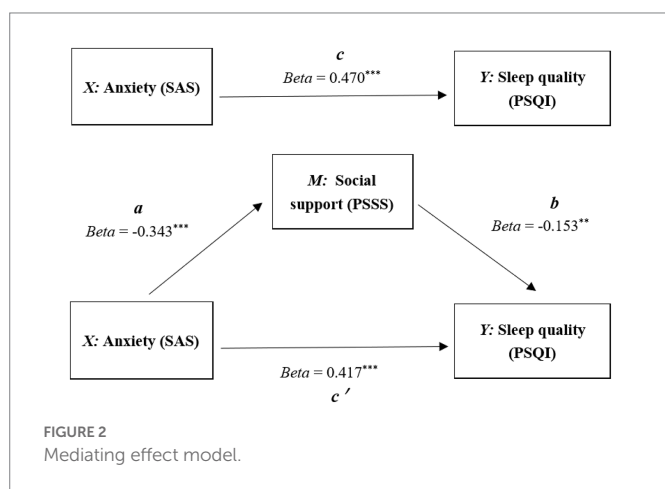 c
Beta = 0.470***
X: Anxiety (SAS)
Y: Sleep quality
(PSQI)
M: Social
support (PSSS)
a
Beta = -0.343***
b
Beta = -0.153**
X: Anxiety (SAS)
Y: Sleep quality
(PSQI)
Beta = 0.417***
c′
FIGURE 2
Mediating effect model.